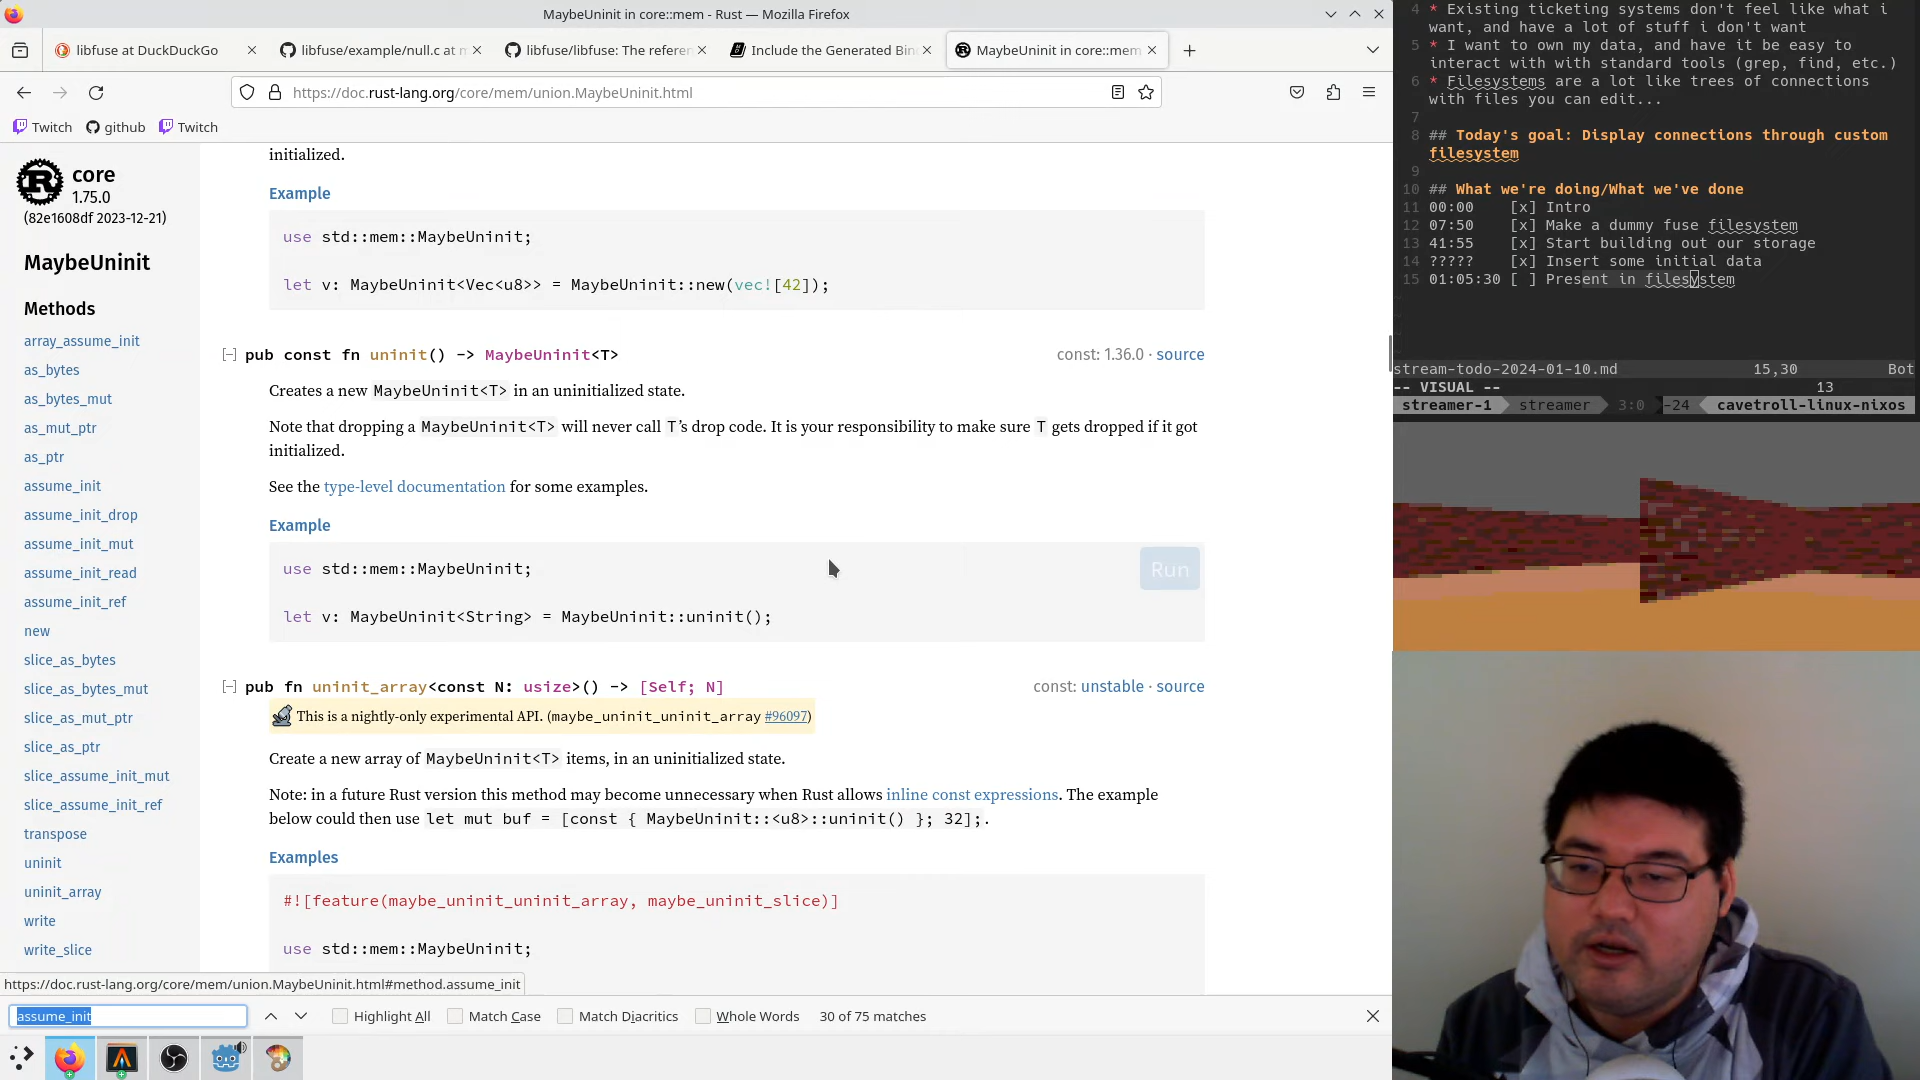 MaybeUninit in core::mem - Rust — Mozilla Firefox
libfuse at DuckDuckGo
libfuse/example/null.c at m
libfuse/libfuse: The referen
Include the Generated Bin
MaybeUninit in core::mem
https://doc.rust-lang.org/core/mem/union.MaybeUninit.html
Twitch
github
Twitch
core
1.75.0
(82e1608df 2023-12-21)
MaybeUninit
Methods
array_assume_init
as_bytes
as_bytes_mut
as_mut_ptr
as_ptr
assume_init
assume_init_drop
assume_init_mut
assume_init_read
assume_init_ref
new
slice_as_bytes
slice_as_bytes_mut
slice_as_mut_ptr
slice_as_ptr
slice_assume_init_mut
slice_assume_init_ref
transpose
uninit
uninit_array
write
write_slice
initialized.
Example
use std::mem::MaybeUninit;
let v: MaybeUninit<Vec<u8>> = MaybeUninit::new(vec![42]);
[-] pub const fn uninit() -> MaybeUninit<T>
const: 1.36.0 · source
Creates a new MaybeUninit<T> in an uninitialized state.
Note that dropping a MaybeUninit<T> will never call T’s drop code. It is your responsibility to make sure T gets dropped if it got
initialized.
See the type-level documentation for some examples.
Example
use std::mem::MaybeUninit;
Run
let v: MaybeUninit<String> = MaybeUninit::uninit();
[-] pub fn uninit_array<const N: usize>() -> [Self; N]
const: unstable · source
This is a nightly-only experimental API. (maybe_uninit_uninit_array #96097)
Create a new array of MaybeUninit<T> items, in an uninitialized state.
Note: in a future Rust version this method may become unnecessary when Rust allows inline const expressions. The example
below could then use let mut buf = [const { MaybeUninit::<u8>::uninit() }; 32];.
Examples
#![feature(maybe_uninit_uninit_array, maybe_uninit_slice)]
use std::mem::MaybeUninit;
https://doc.rust-lang.org/core/mem/union.MaybeUninit.html#method.assume_init
assume_init
Highlight All
Match Case
Match Diacritics
Whole Words
30 of 75 matches
4 * Existing ticketing systems don't feel like what i
want, and have a lot of stuff i don't want
5 * I want to own my data, and have it be easy to
interact with with standard tools (grep, find, etc.)
6 * Filesystems are a lot like trees of connections
with files you can edit...
7
8 ## Today's goal: Display connections through custom
filesystem
9
10 ## What we're doing/What we've done
11 00:00 [x] Intro
12 07:50 [x] Make a dummy fuse filesystem
13 41:55 [x] Start building out our storage
14 ????? [x] Insert some initial data
15 01:05:30 [ ] Present in filesystem
~
~
stream-todo-2024-01-10.md 15,30 Bot
-- VISUAL -- 13
streamer-1 streamer 3:0 -24 cavetroll-linux-nixos